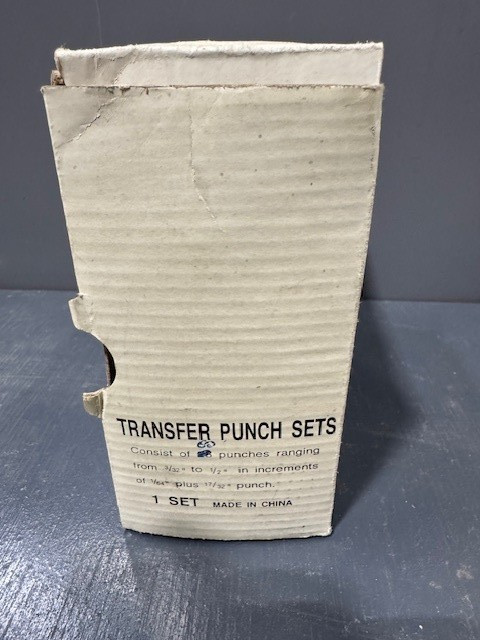 TRANSFER PUNCH SETS
Consist of punches ranging
from 3/32" to 1/2" in increments
of 1/64" plus 17/32" punch.
1 SET MADE IN CHINA